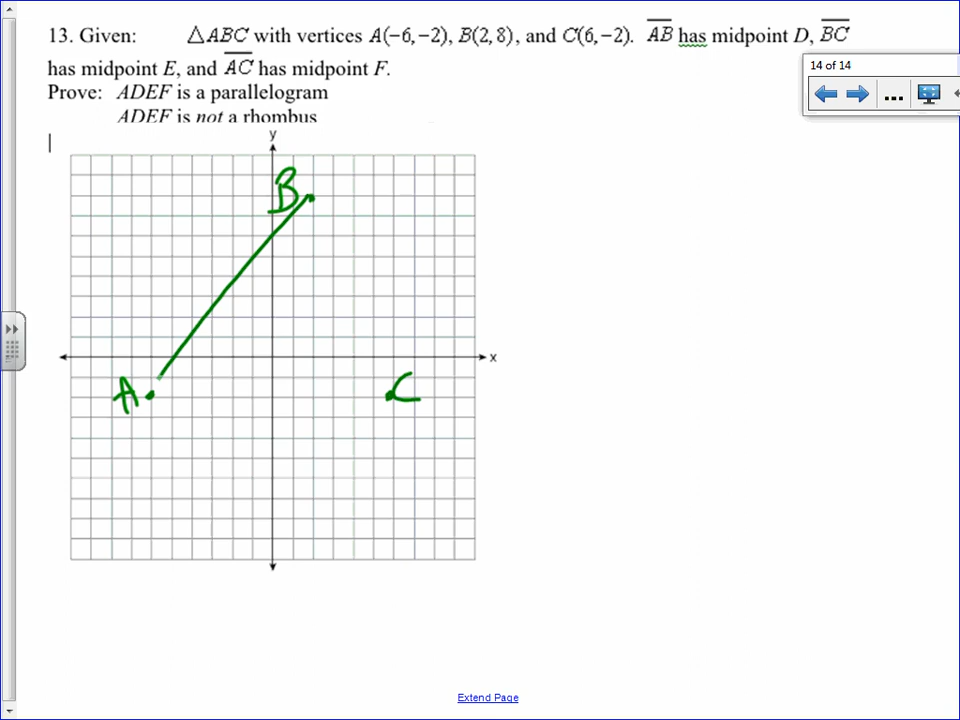 13. Given: △ABC with vertices A(−6,−2), B(2,8), and C(6,−2). AB has midpoint D, BC
has midpoint E, and AC has midpoint F.
14 of 14
Prove: ADEF is a parallelogram
...
ADEF is not a rhombus
y
B
x
A
C
Extend Page